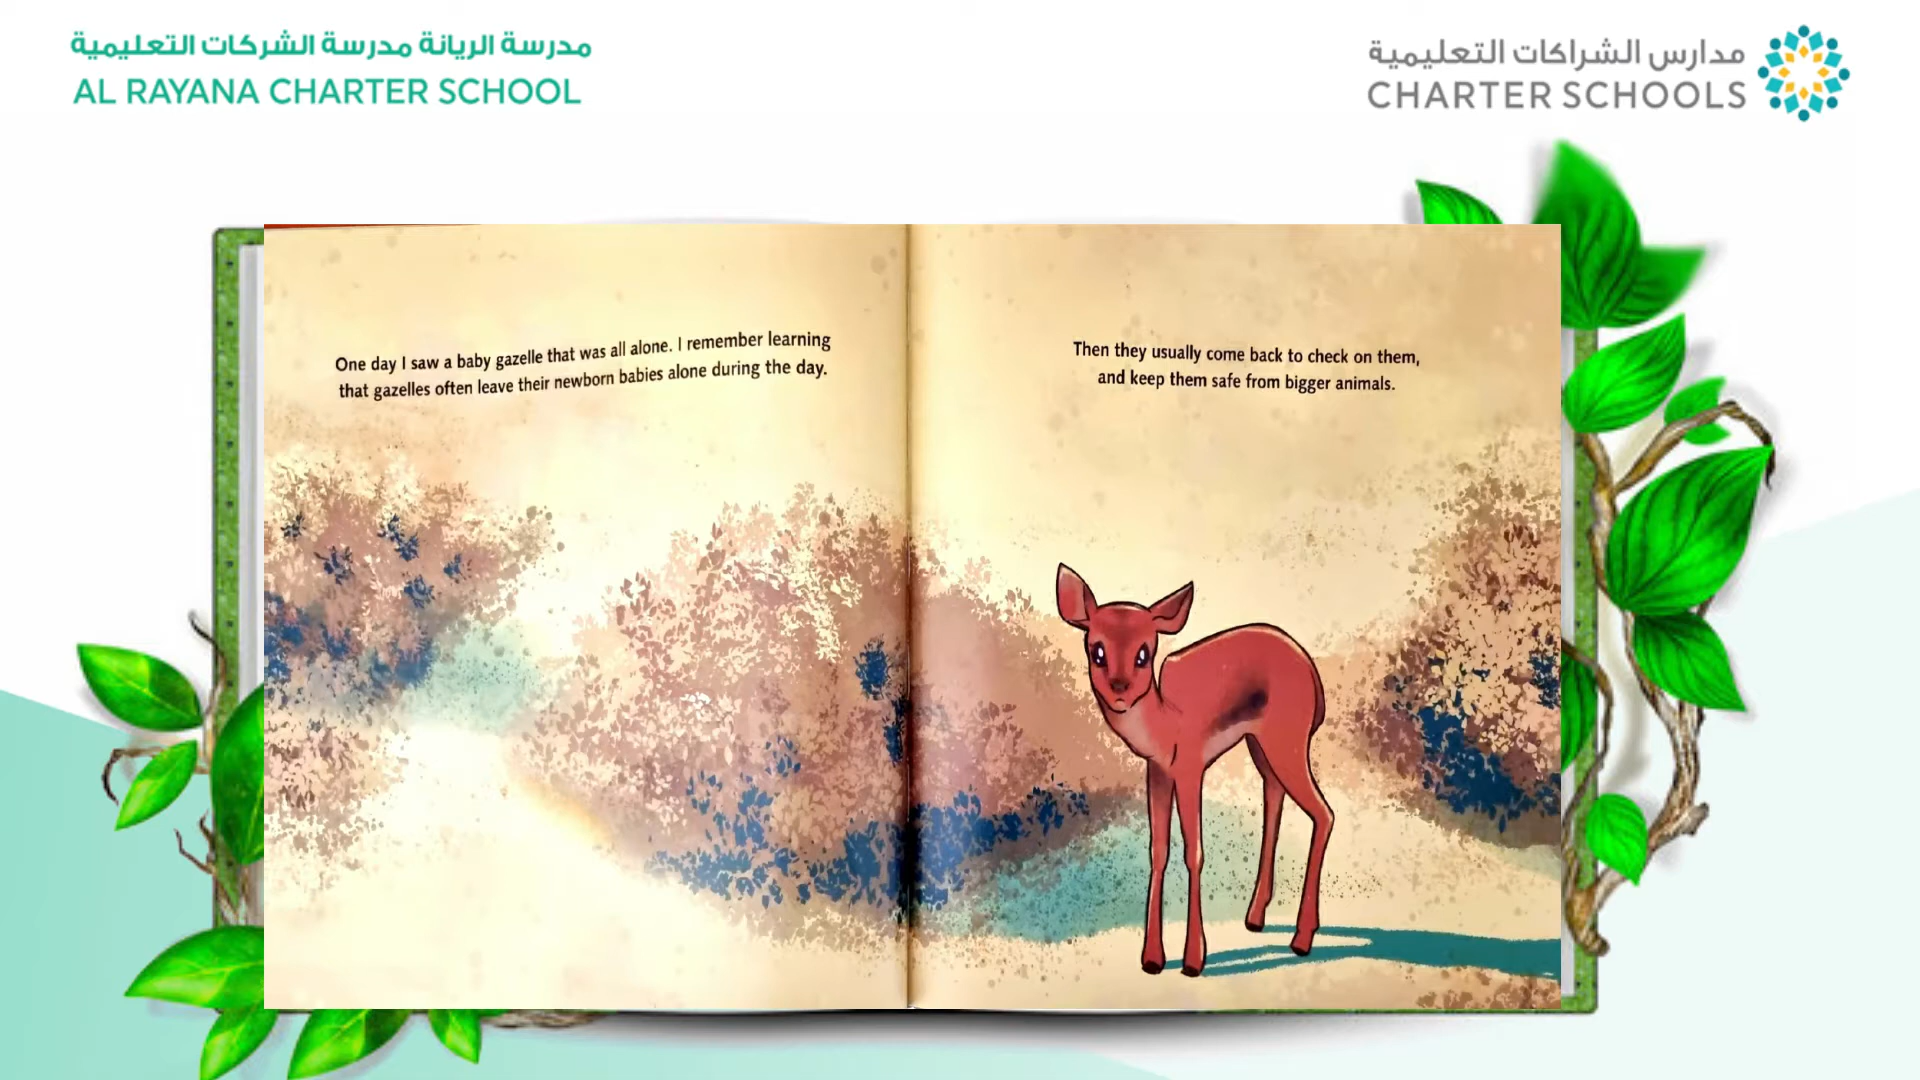 مدرسة الريانة مدرسة الشركات التعليمية
AL RAYANA CHARTER SCHOOL
مدارس الشراكات التعليمية
CHARTER SCHOOLS
One day I saw a baby gazelle that was all alone. I remember learning
that gazelles often leave their newborn babies alone during the day.
Then they usually come back to check on them,
and keep them safe from bigger animals.